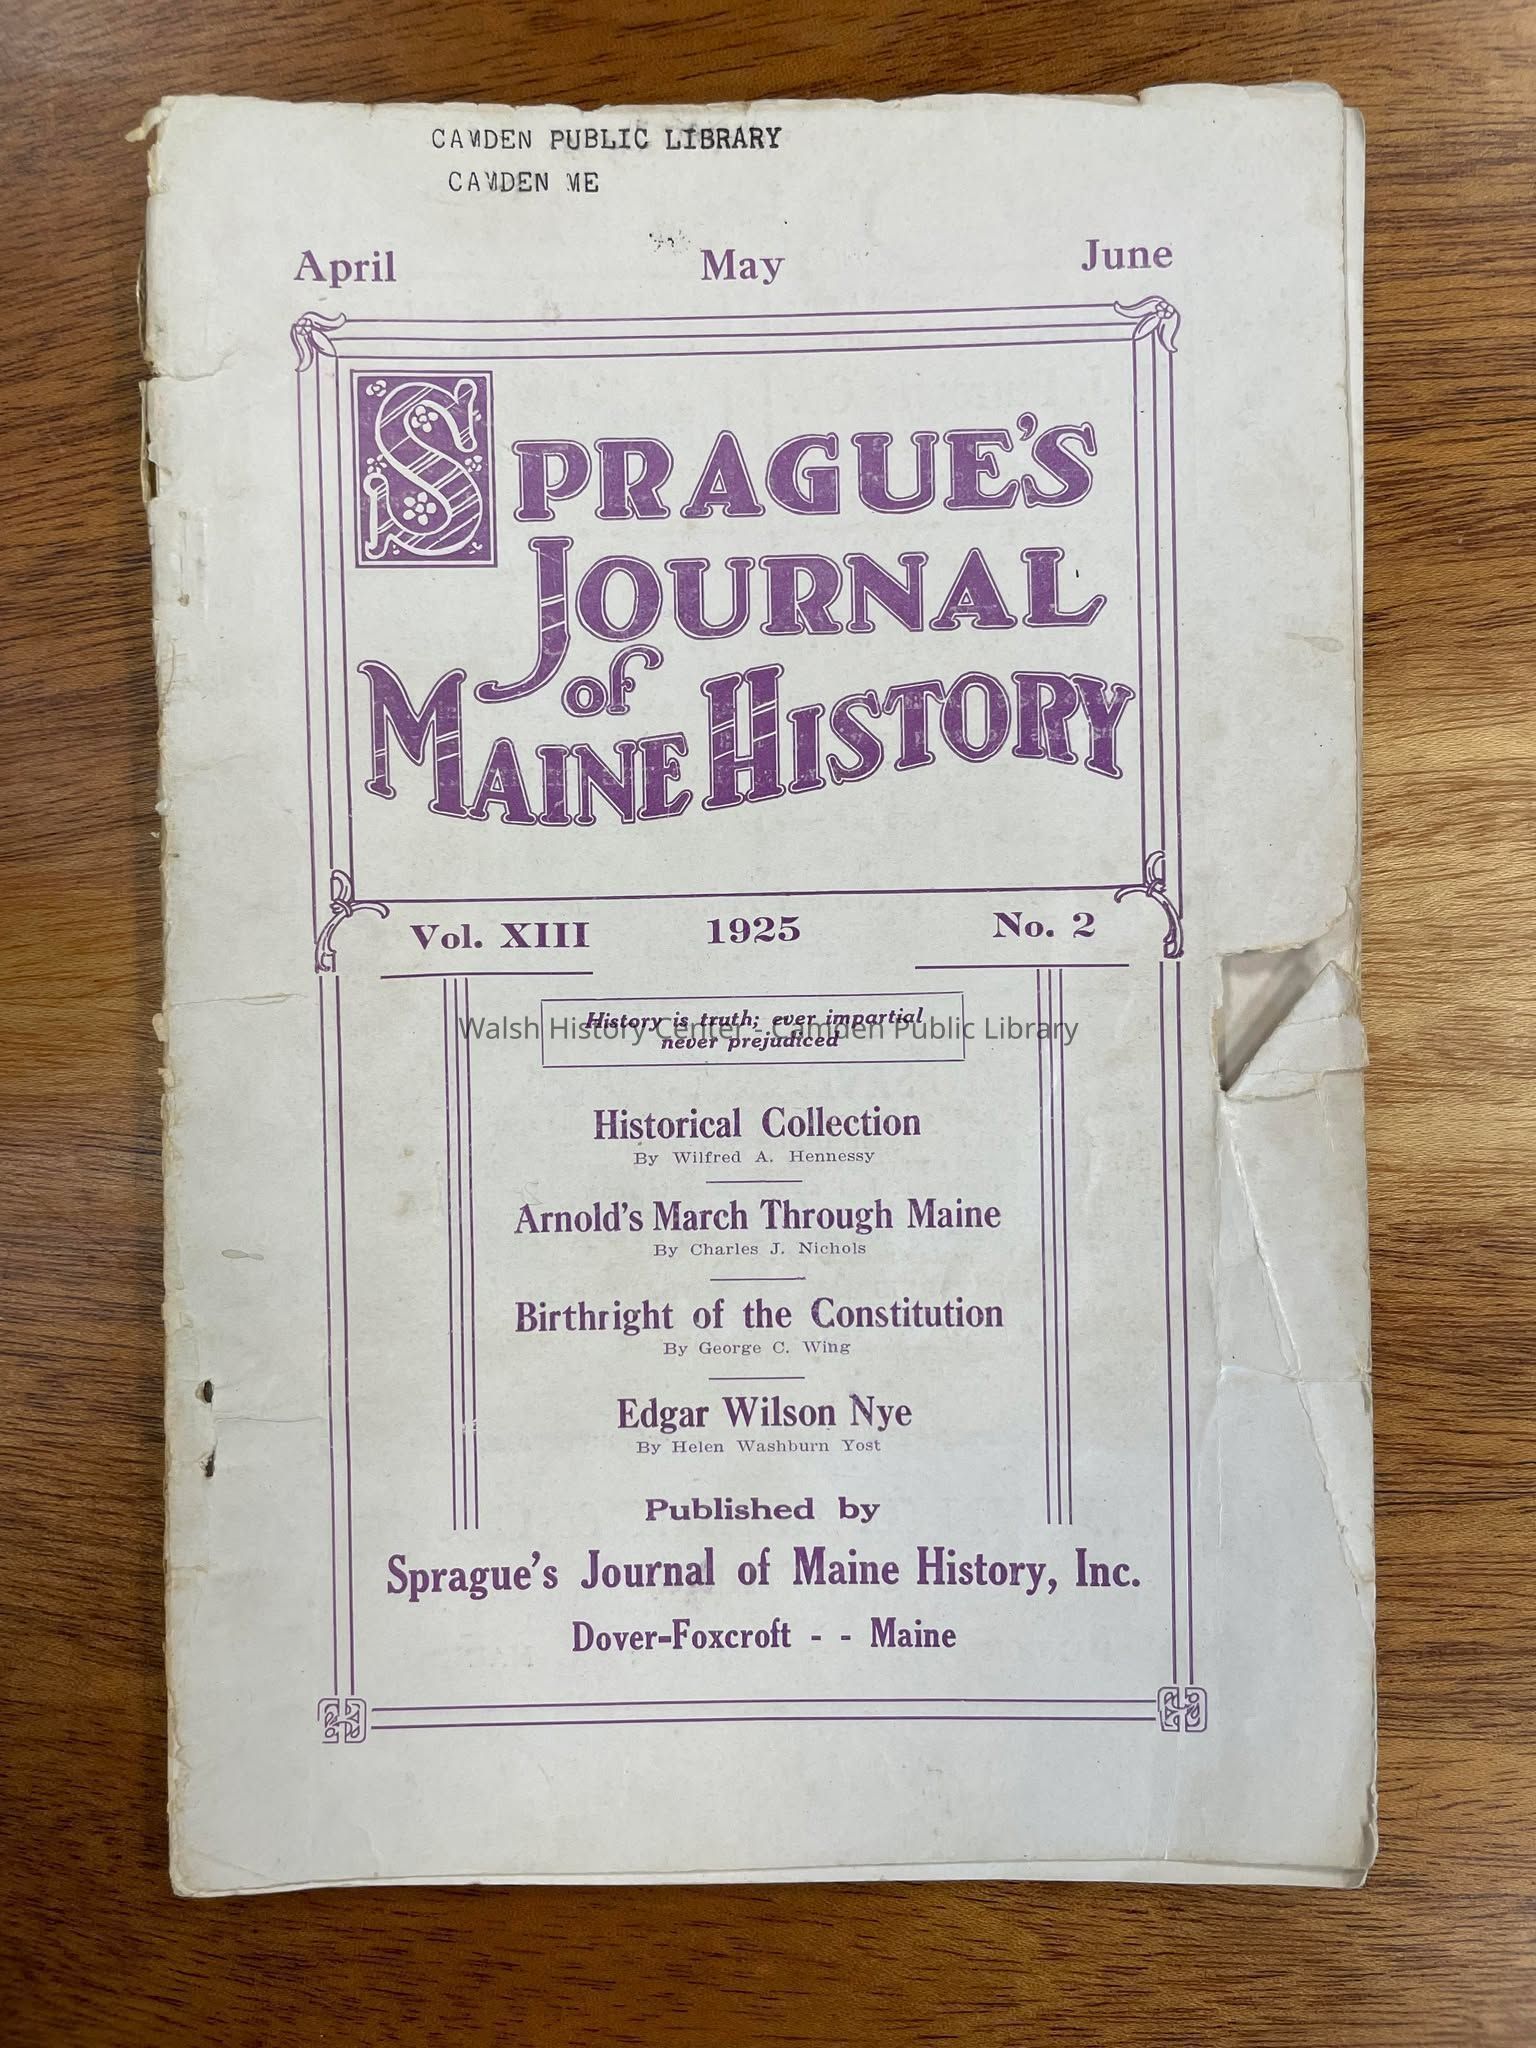 CAMDEN PUBLIC LIBRARY
CAMDEN ME
April May June
SPRAGUE'S
JOURNAL
of
MAINE HISTORY
Vol. XIII 1925 No. 2
History is truth; ever impartial
never prejudiced
Walsh History Center - Camden Public Library
Historical Collection
By Wilfred A. Hennessy
Arnold's March Through Maine
By Charles J. Nichols
Birthright of the Constitution
By George C. Wing
Edgar Wilson Nye
By Helen Washburn Yost
Published by
Sprague's Journal of Maine History, Inc.
Dover-Foxcroft - - Maine